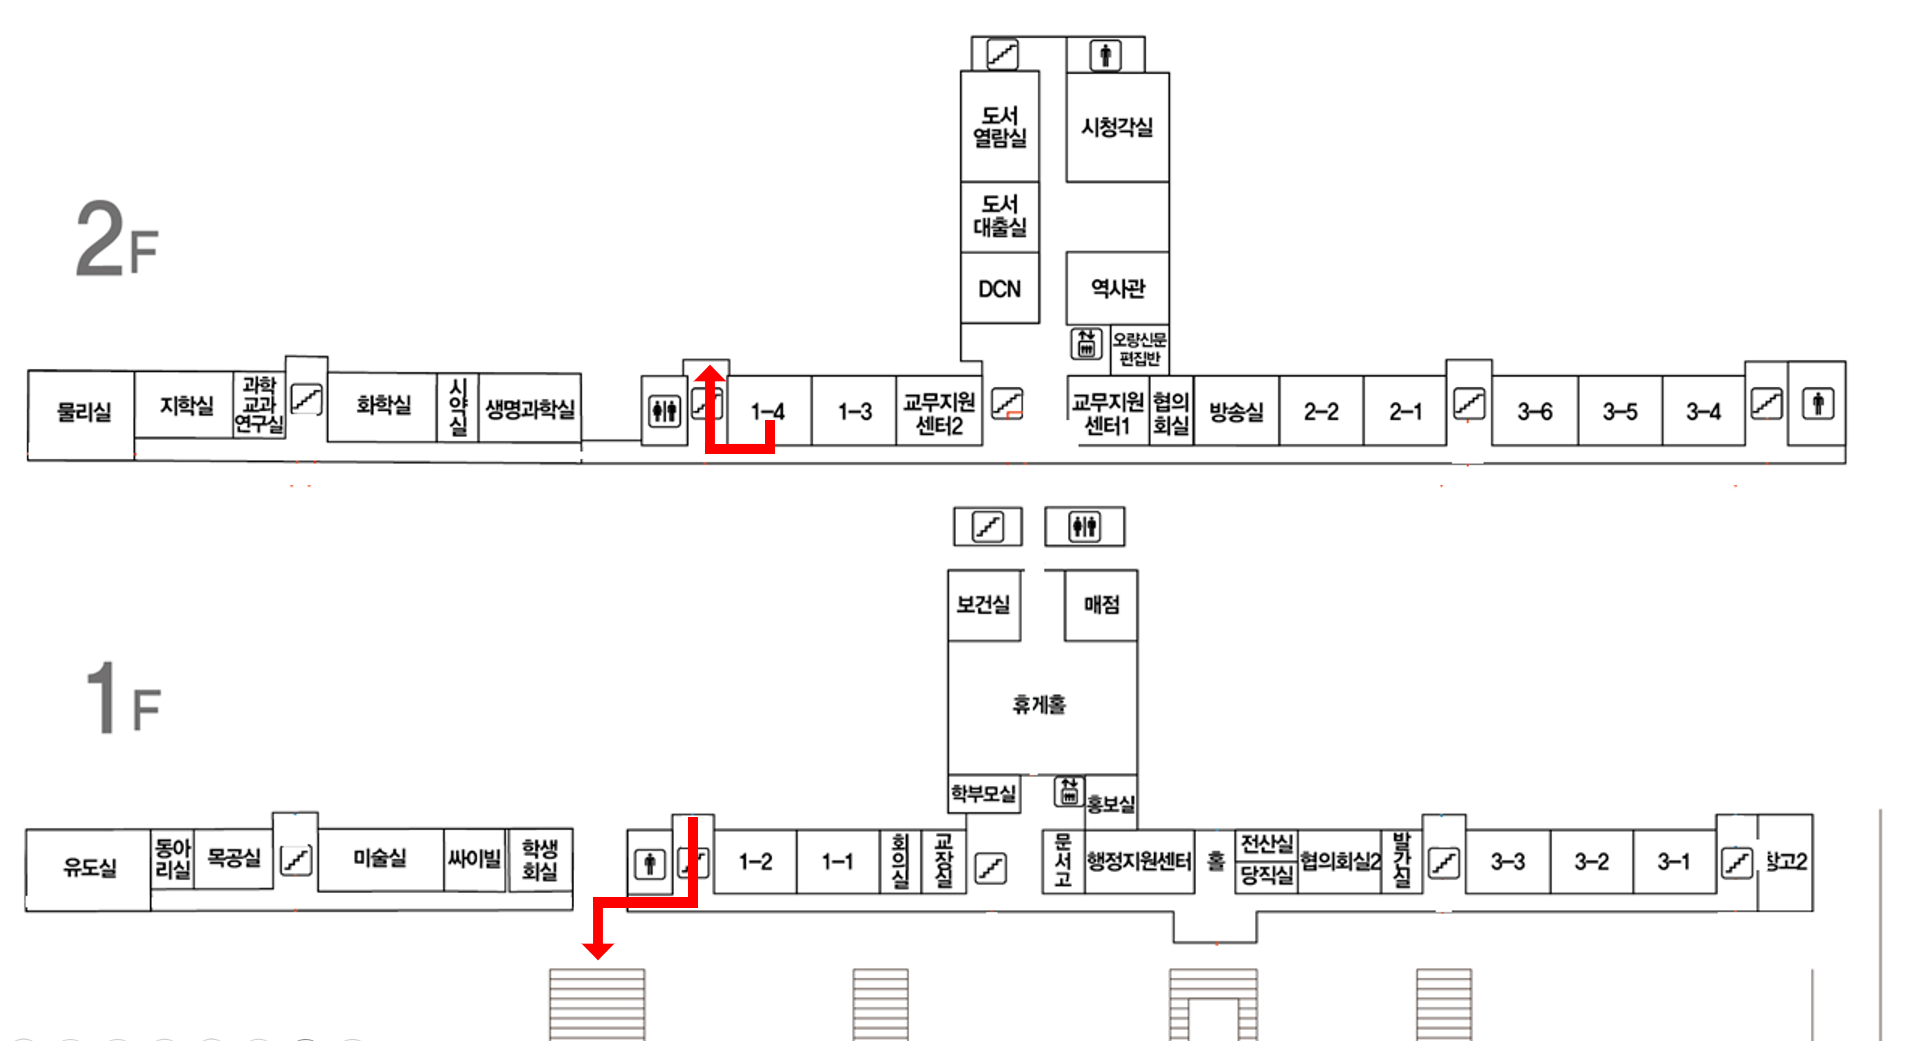 도서
열람실
시청각실
도서
대출실
2F
DCN
역사관
오량신문
편집반
물리실
지학실
과학
교과
연구실
화학실
시
약
실
생명과학실
1-4
1-3
교무지원
센터2
교무지원
센터1
협의
회실
방송실
2-2
2-1
3-6
3-5
3-4
보건실
매점
1F
휴게홀
학부모실
홍보실
유도실
동아
리실
목공실
미술실
싸이빌
학생
회실
1-2
1-1
회
의
실
교
장
실
문
서
고
행정지원센터
홀
전산실
당직실
협의회실2
발
간
실
3-3
3-2
3-1
창고2